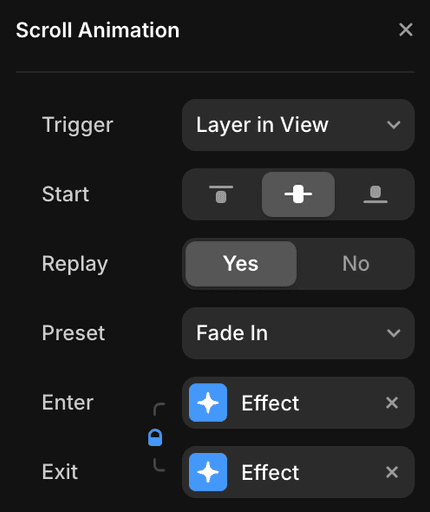 Scroll Animation
Trigger Layer in View
Start
Replay Yes No
Preset Fade In
Enter Effect
Exit Effect